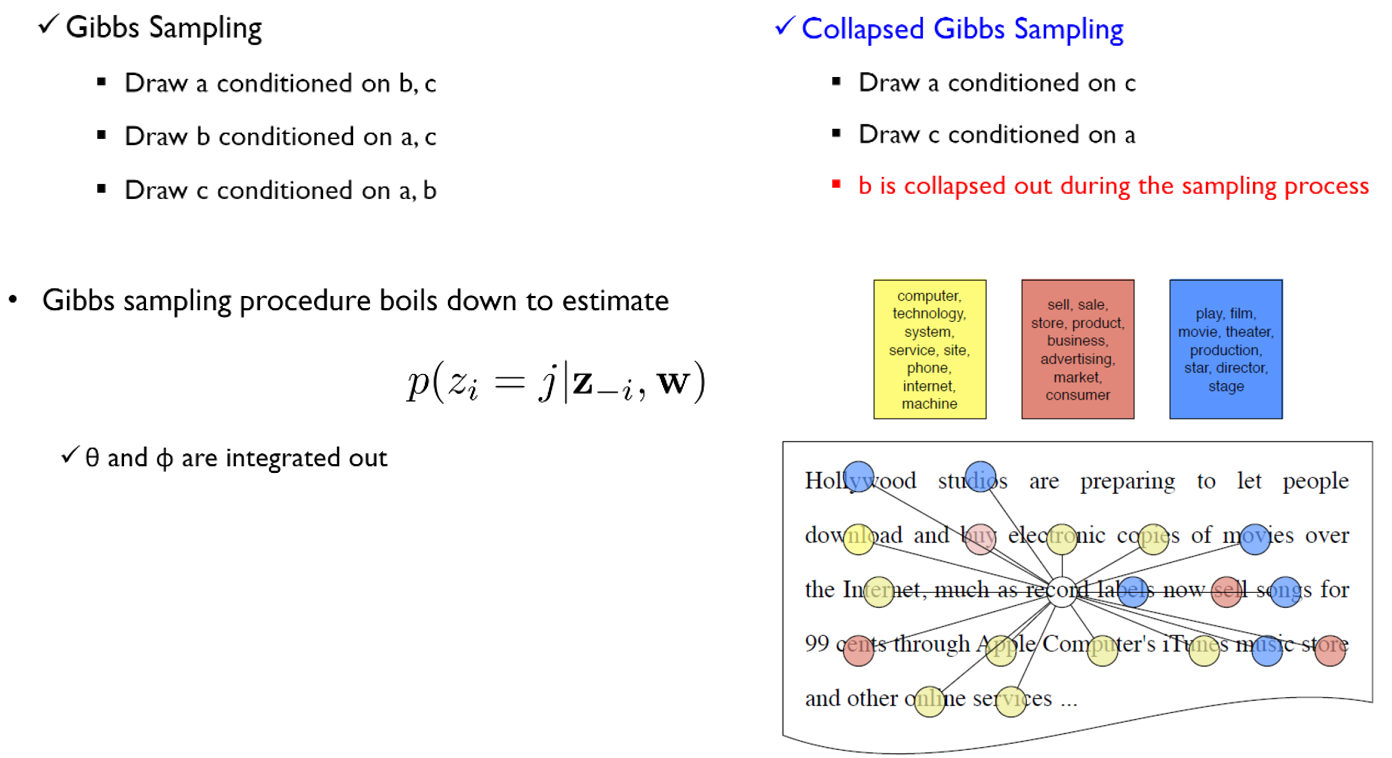 ✓ Gibbs Sampling
▪ Draw a conditioned on b, c
▪ Draw b conditioned on a, c
▪ Draw c conditioned on a, b
✓ Collapsed Gibbs Sampling
▪ Draw a conditioned on c
▪ Draw c conditioned on a
▪ b is collapsed out during the sampling process
• Gibbs sampling procedure boils down to estimate
p(z_i = j|z_{−i}, w)
✓ θ and ϕ are integrated out
computer,
technology,
system,
service, site,
phone,
internet,
machine
sell, sale,
store, product,
business,
advertising,
market,
consumer
play, film,
movie, theater,
production,
star, director,
stage
Hollywood studios are preparing to let people
download and buy electronic copies of movies over
the Internet, much as record labels now sell songs for
99 cents through Apple Computer's iTunes music store
and other online services ...